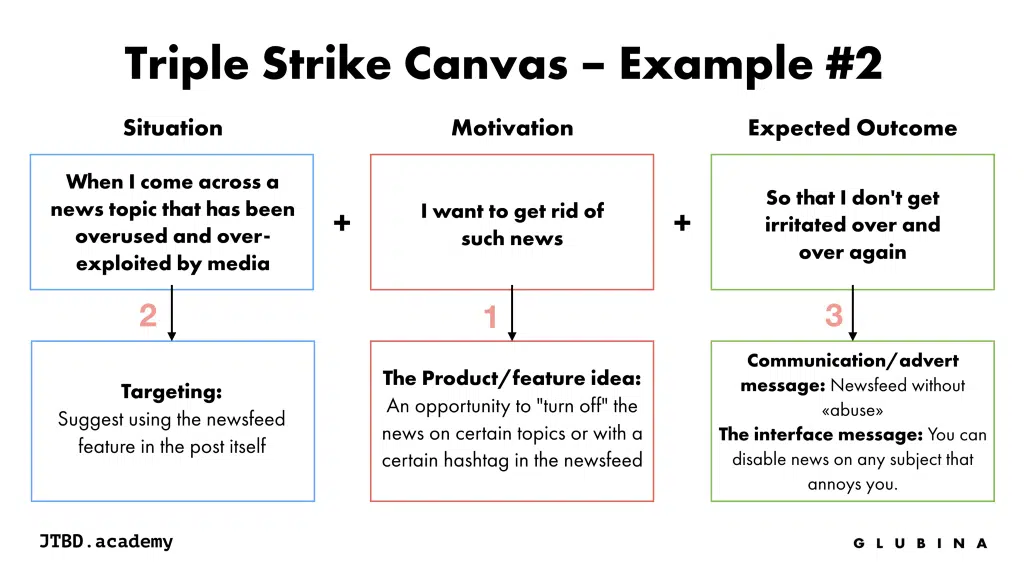 Triple Strike Canvas – Example #2
Situation
Motivation
Expected Outcome
When I come across a
news topic that has been
overused and over-
exploited by media
+
I want to get rid of
such news
+
So that I don't get
irritated over and
over again
2
1
3
Targeting:
Suggest using the newsfeed
feature in the post itself
The Product/feature idea:
An opportunity to "turn off" the
news on certain topics or with a
certain hashtag in the newsfeed
Communication/advert
message: Newsfeed without
«abuse»
The interface message: You can
disable news on any subject that
annoys you.
JTBD.academy
GLUBINA